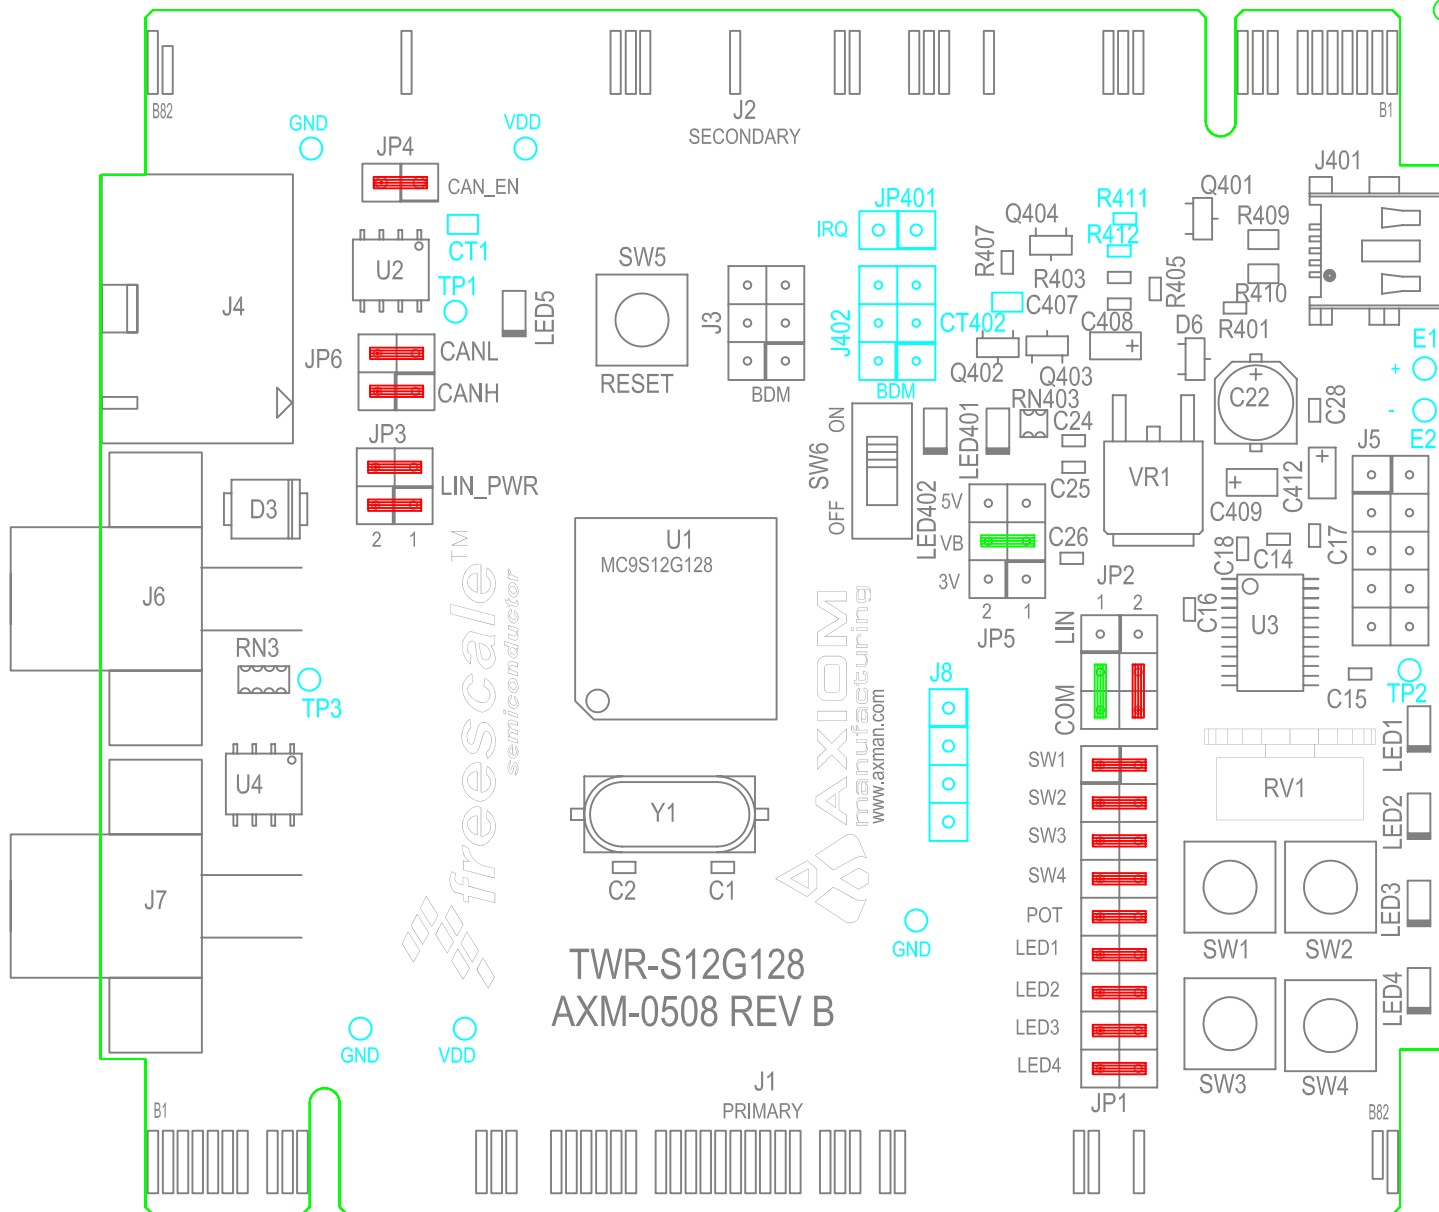 B82
J2
SECONDARY
B1
GND
VDD
JP4
CAN_EN
CT1
U2
TP1
J4
LED5
SW5
RESET
J3
BDM
JP401
IRQ
J402
BDM
CT402
Q404
R407
R403
C407
R411
R412
R405
C408
Q401
R409
R410
R401
D6
J401
E1
+
-
E2
JP6
CANL
CANH
JP3
LIN_PWR
2 1
D3
Q402
Q403
RN403
C24
C25
C26
LED401
LED402
SW6
ON
OFF
5V
VB
3V
2 1
JP5
VR1
C22
+
C28
C412
+
C409
+
J5
C18
C14
C17
C16
U3
C15
TP2
JP2
1 2
LIN
COM
J6
RN3
TP3
U4
J7
freescale™
semiconductor
U1
MC9S12G128
AXIOM
manufacturing
www.axman.com
J8
Y1
C2
C1
GND
SW1
SW2
SW3
SW4
POT
LED1
LED2
LED3
LED4
JP1
RV1
LED1
LED2
LED3
LED4
SW1
SW2
SW3
SW4
TWR-S12G128
AXM-0508 REV B
GND
VDD
B1
J1
PRIMARY
B82